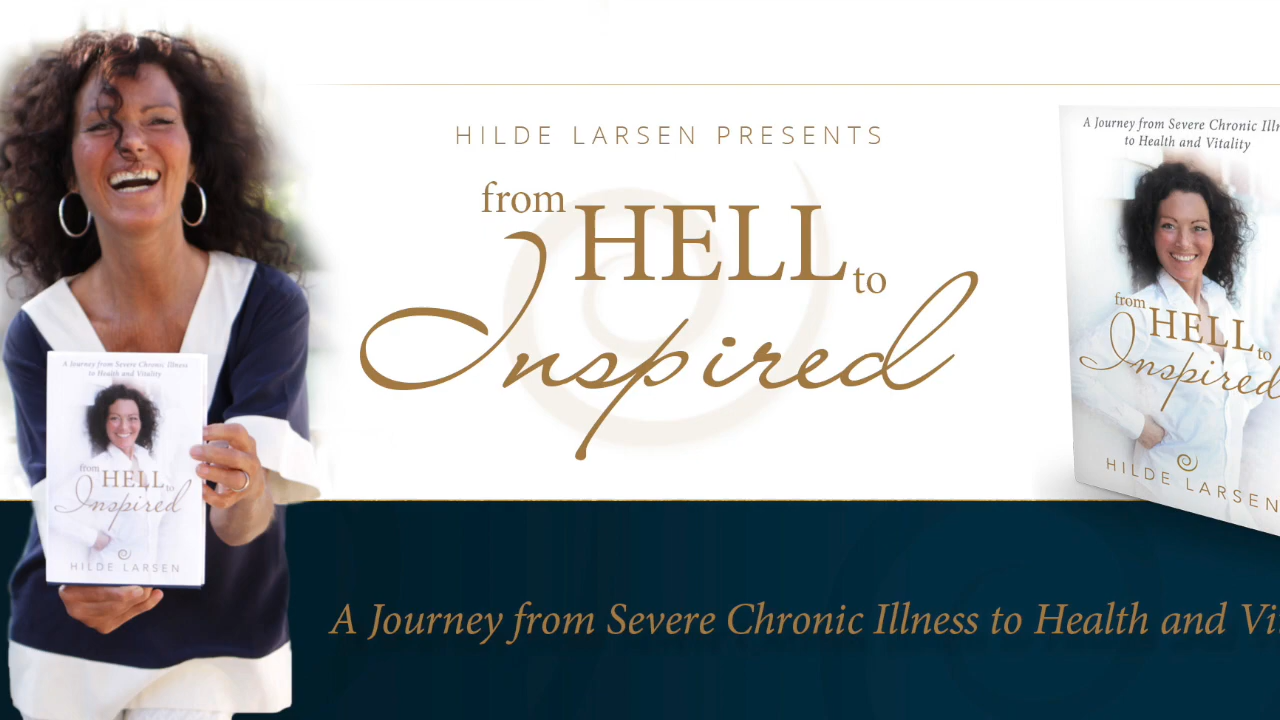 HILDE LARSEN PRESENTS
from HELL to
Inspired
A Journey from Severe Chronic Illness to Health and Vi
A Journey from Severe Chronic Illness
to Health and Vitality
from HELL to
Inspired
HILDE LARSEN
A Journey from Severe Chronic Illn
to Health and Vitality
from HELL to
Inspired
HILDE LARSEN